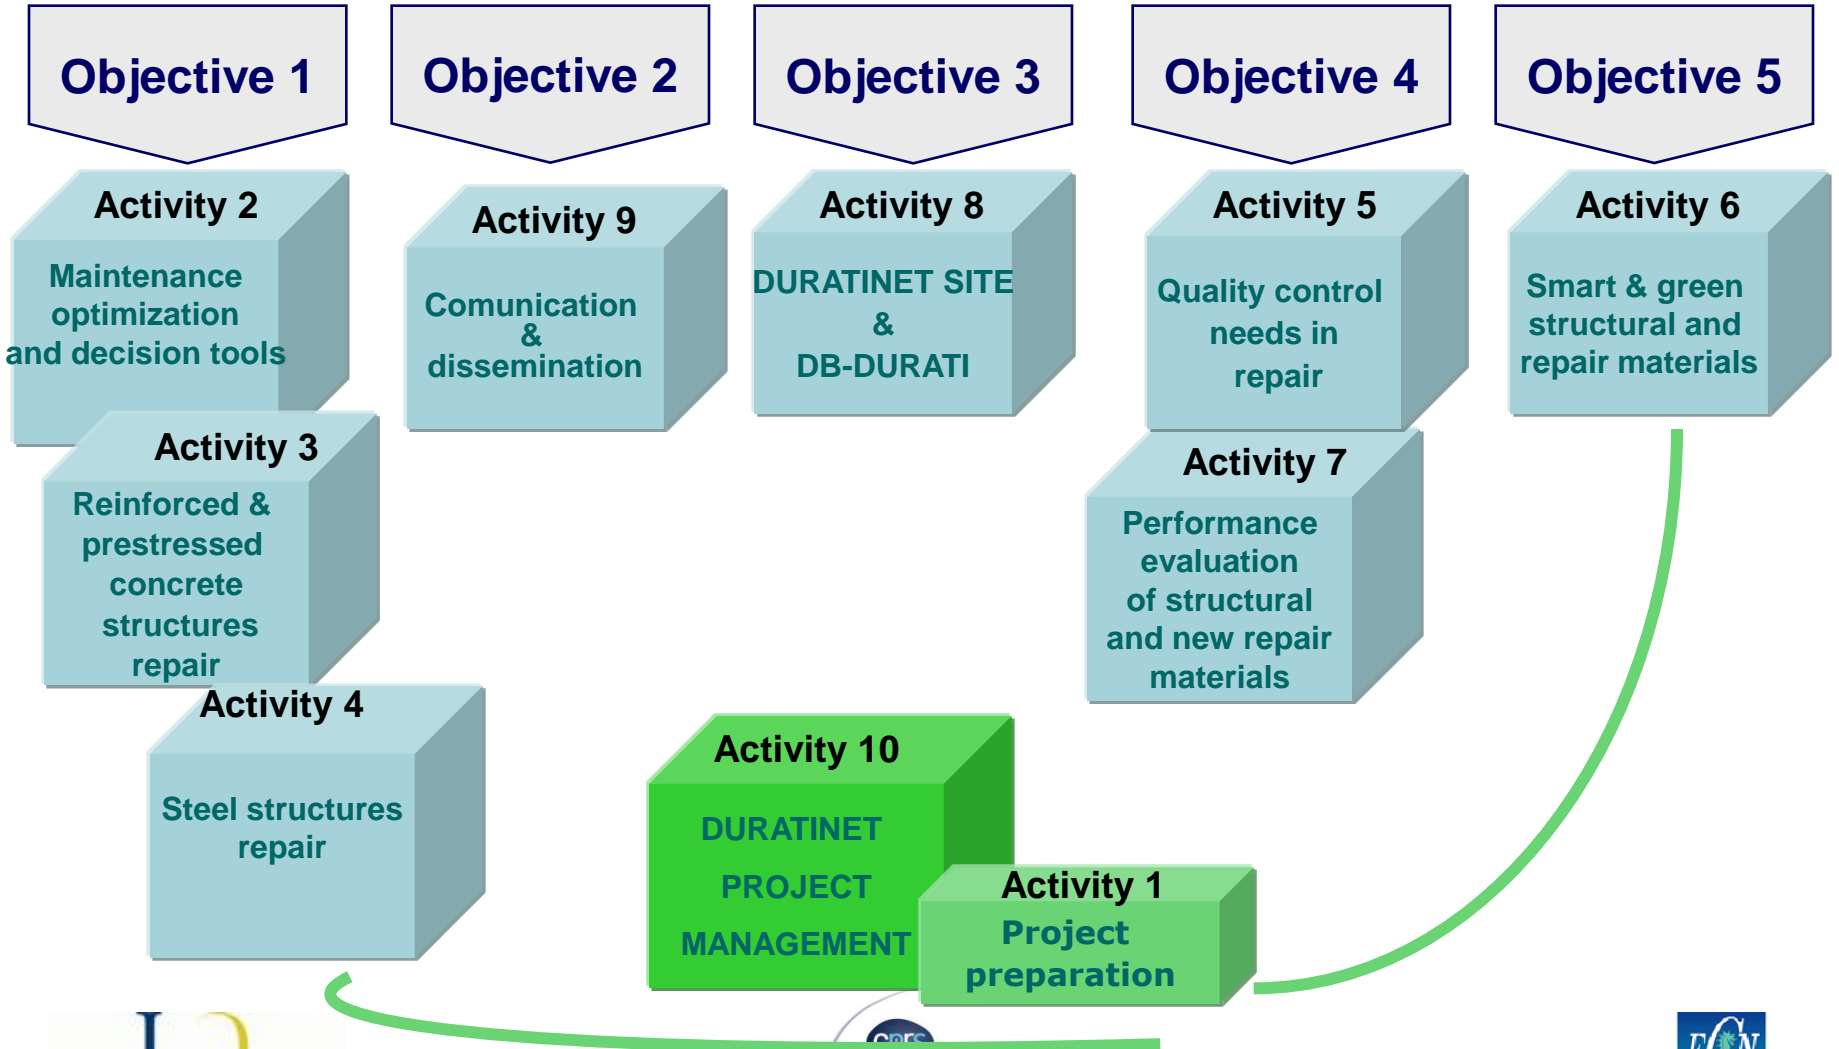 Objective 1
Objective 2
Objective 3
Objective 4
Objective 5
Activity 2
Maintenance
optimization
and decision tools
Activity 9
Comunication
&
dissemination
Activity 8
DURATINET SITE
&
DB-DURATI
Activity 5
Quality control
needs in
repair
Activity 6
Smart & green
structural and
repair materials
Activity 3
Reinforced &
prestressed
concrete
structures
repair
Activity 7
Performance
evaluation
of structural
and new repair
materials
Activity 4
Steel structures
repair
Activity 10
DURATINET
PROJECT
MANAGEMENT
Activity 1
Project
preparation